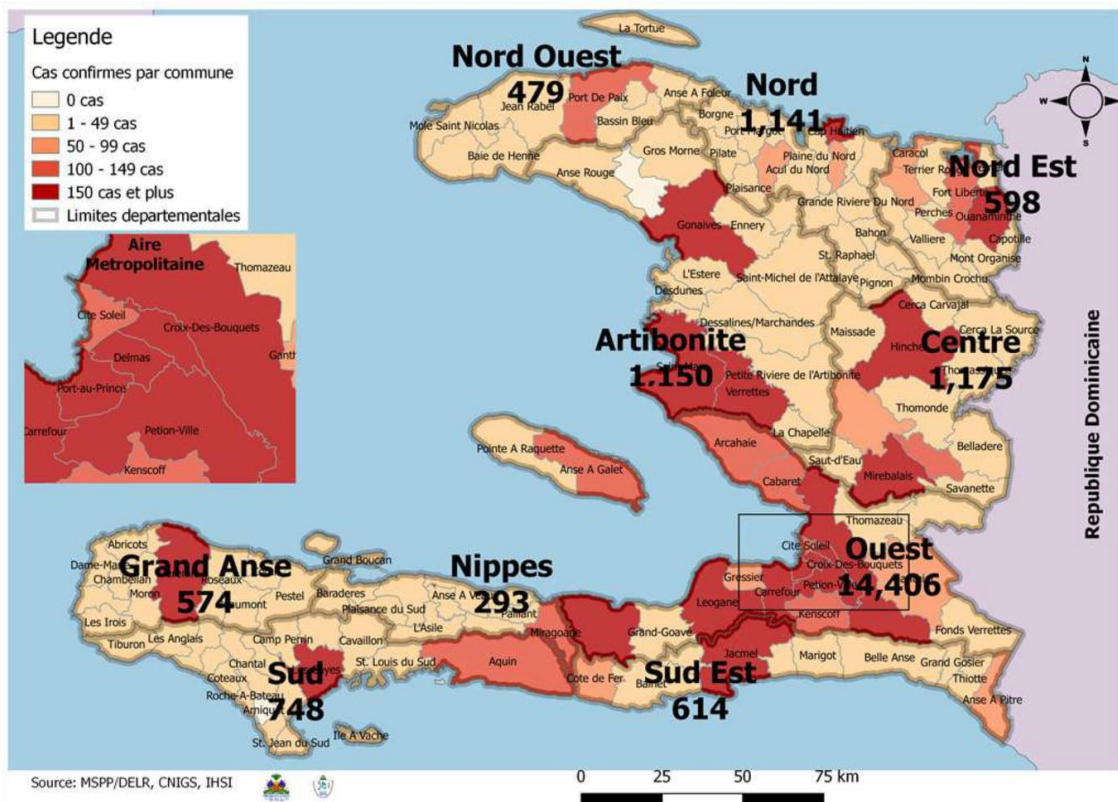 Legende
Cas confirmes par commune
0 cas
1 - 49 cas
50 - 99 cas
100 - 149 cas
150 cas et plus
Limites departementales
Aire
Metropolitaine
Thomazeau
Cite Soleil
Croix-Des-Bouquets
Delmas
Port-au-Prince
Carrefour
Petion-Ville
Kenscoff
La Tortue
Nord Ouest
479
Port De Paix
Jean Rabel
Anse A Foleur
Mole Saint Nicolas
Bassin Bleu
Baie de Henne
Nord
1,141
Borgne
Port Margot
Cap Haitien
Pilate
Plaine du Nord
Acul du Nord
Plaisance
Grande Riviere Du Nord
Bahon
St. Raphael
Pignon
N
W
S
Nord Est
598
Caracol
Terrier Rouge
Fort Liberte
Ouanaminthe
Perches
Capotille
Valliere
Mont Organise
Mombin Crochu
Gros Morne
Anse Rouge
Gonaives
Ennery
L'Estere
Saint-Michel de l'Attalaye
Desdunes
Dessalines/Marchandes
Artibonite
1,150
Petite Riviere de l'Artibonite
Verrettes
La Chapelle
Cerca Carvajal
Maissade
Cerca La Source
Centre
1,175
Thomonde
Belladere
Saut-d'Eau
Mirebalais
Savanette
Republique Dominicaine
Arcahaie
Cabaret
Pointe A Raquette
Anse A Galet
Thomazeau
Cite Soleil
Ouest
14,406
Croix-Des-Bouquets
Gressier
Carrefour
Petion-Ville
Leogane
Kenscoff
Fonds Verrettes
Grand Anse
574
Abricots
Chambellan
Moron
Roseaux
Pestel
Les Irois
Grand Boucan
Baraderes
Nippes
293
Plaisance du Sud
L'Asile
Paillant
Miragoade
Grand-Goave
Tiburon
Les Anglais
Camp Perrin
Cavaillon
Chantal
St. Louis du Sud
Aquin
Coteaux
Sud
748
Roche-A-Bateau
St. Jean du Sud
Ile A Vache
Cote de Fer
Bainet
Jacmel
Sud Est
614
Marigot
Belle Anse
Grand Gosier
Thiotte
Anse A Pitre
Source: MSPP/DELR, CNIGS, IHSI
0 25 50 75 km